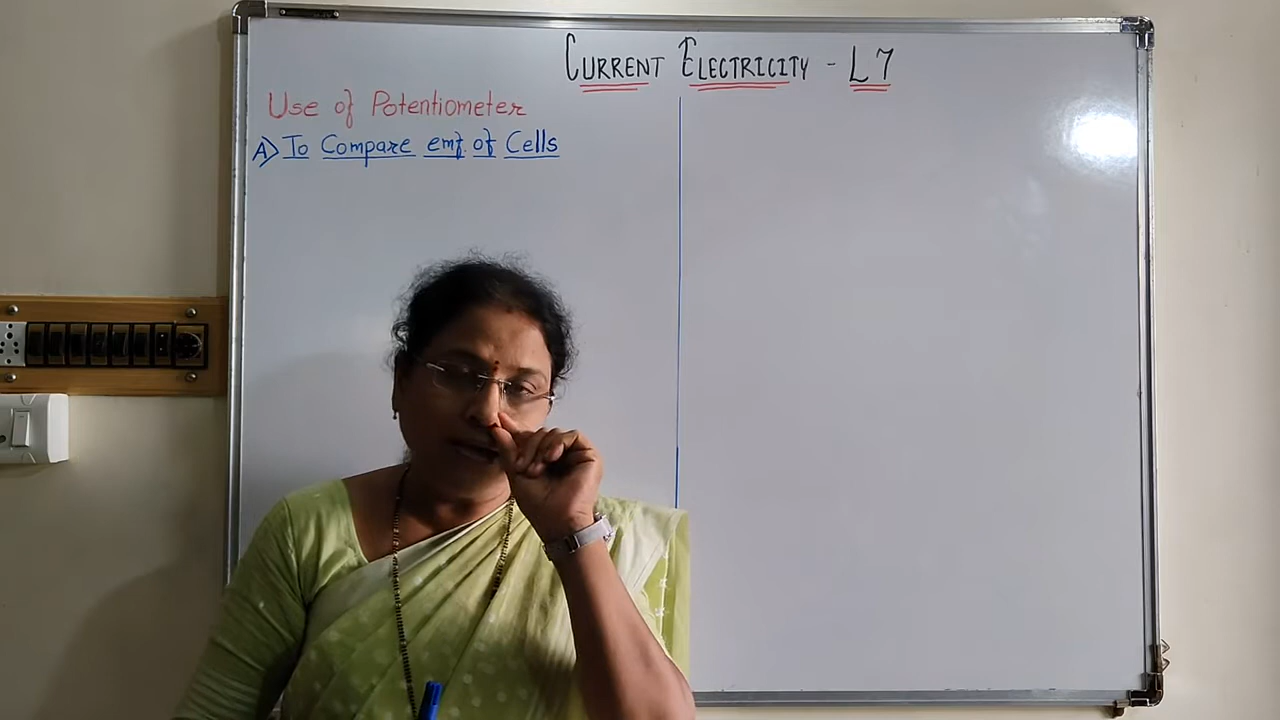 CURRENT ELECTRICITY - L7
Use of Potentiometer
A) To Compare emf. of Cells